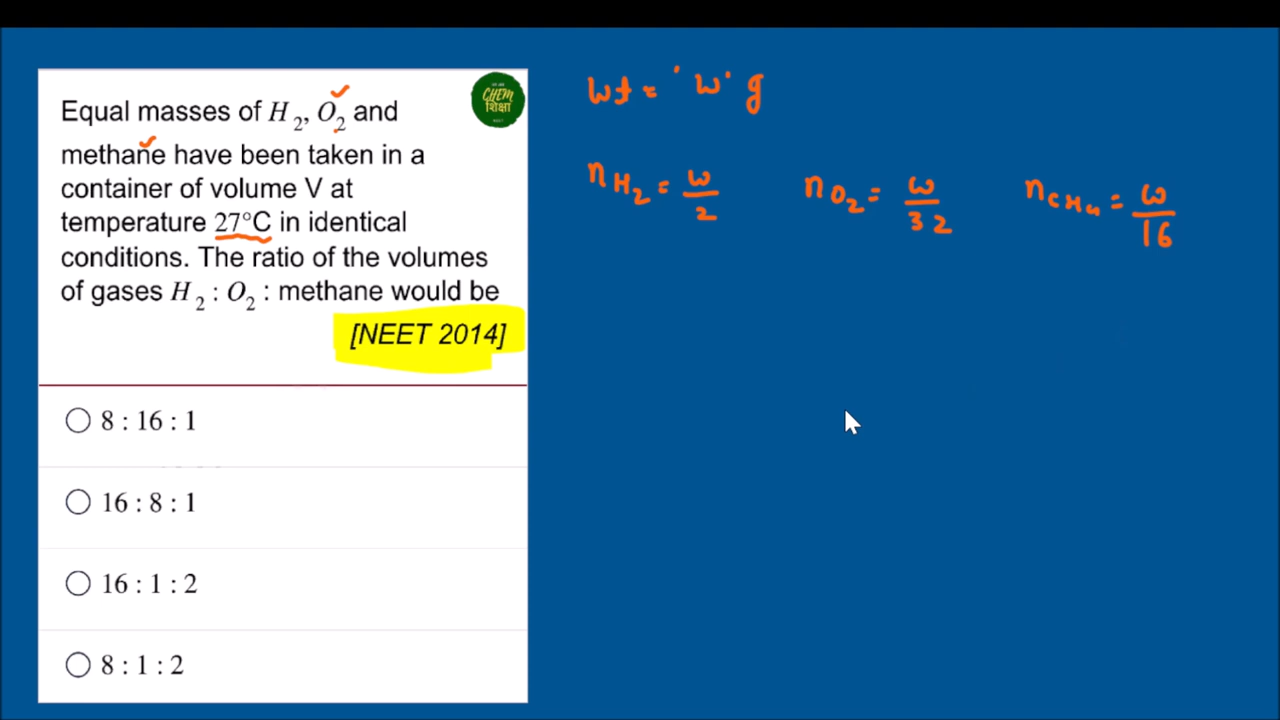 Equal masses of H₂, O₂ and
methane have been taken in a
container of volume V at
temperature 27°C in identical
conditions. The ratio of the volumes
of gases H₂ : O₂ : methane would be
[NEET 2014]
CHEM
शिक्षा
8 : 16 : 1
16 : 8 : 1
16 : 1 : 2
8 : 1 : 2
wt = 'w' g
nH₂ = w/2
nO₂ = w/32
nCH₄ = w/16